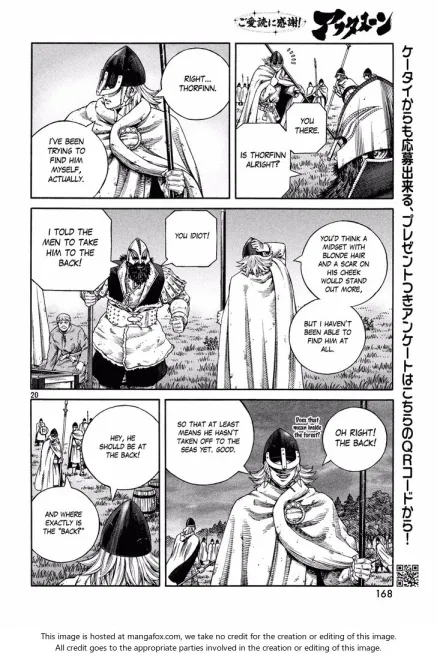 ご愛読に感謝!
アフタヌーン
ケータイからも応募出来る、プレゼントつきアンケートはこちらのQRコードから!
YOU
THERE.
IS THORFINN
ALRIGHT?
RIGHT...
THORFINN.
I'VE BEEN
TRYING TO
FIND HIM
MYSELF,
ACTUALLY.
YOU'D THINK A
MIDGET WITH
BLONDE HAIR
AND A SCAR ON
HIS CHEEK
WOULD STAND
OUT MORE,
BUT I HAVEN'T
BEEN ABLE TO
FIND HIM AT
ALL.
YOU IDIOT!
I TOLD THE
MEN TO TAKE
HIM TO THE
BACK!
20
OH RIGHT!
THE BACK!
Does that
mean inside
the forest?
SO THAT AT LEAST
MEANS HE HASN'T
TAKEN OFF TO THE
SEAS YET, GOOD.
HEY, HE
SHOULD BE
AT THE
BACK!
AND WHERE
EXACTLY IS
THE "BACK?"
168
This image is hosted at mangafox.com, we take no credit for the creation or editing of this image.
All credit goes to the appropriate parties involved in the creation or editing of this image.